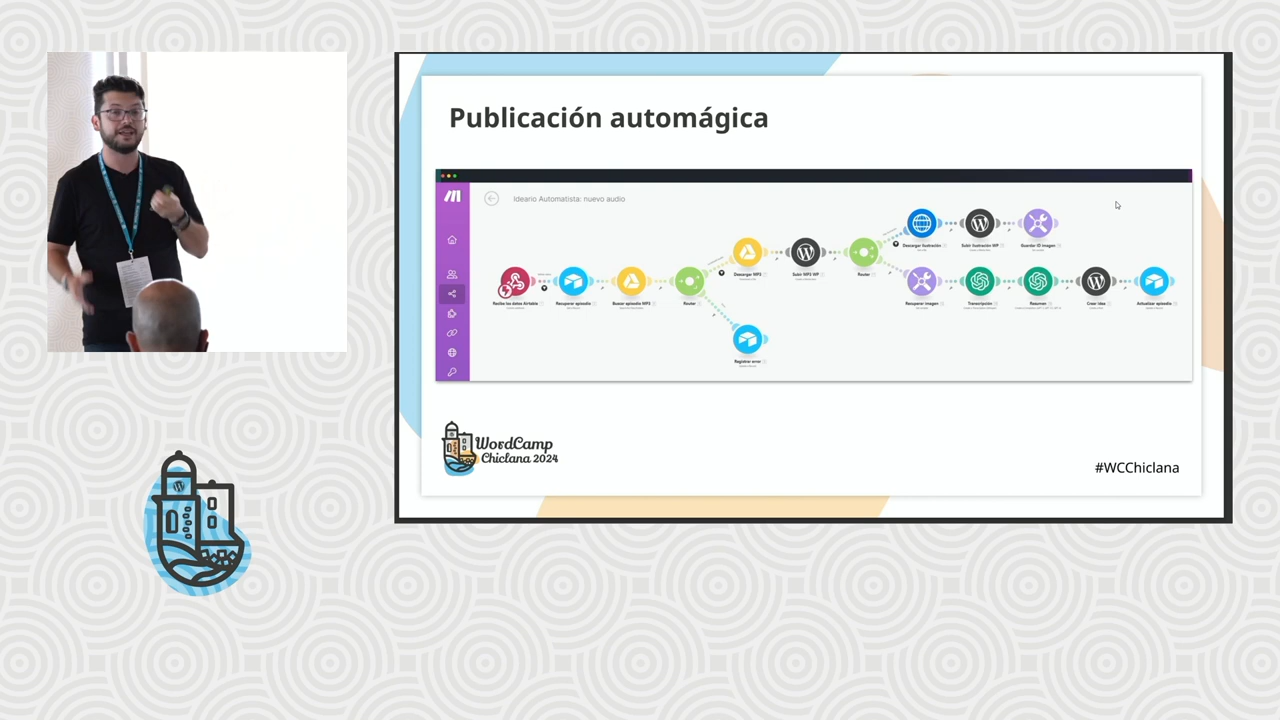 Publicación automágica
Ideario Automatista: nuevo audio
Descargar ilustración
Subir ilustración WP
Guardar ID imagen
Descargar MP3
Subir MP3 WP
Router
Recibe los datos Airtable
Recuperar episodio
Buscar episodio MP3
Router
Recuperar imagen
Transcripción
Resumen
Crear idea
Actualizar episodio
Registrar error
WordCamp
Chiclana 2024
#WCChiclana